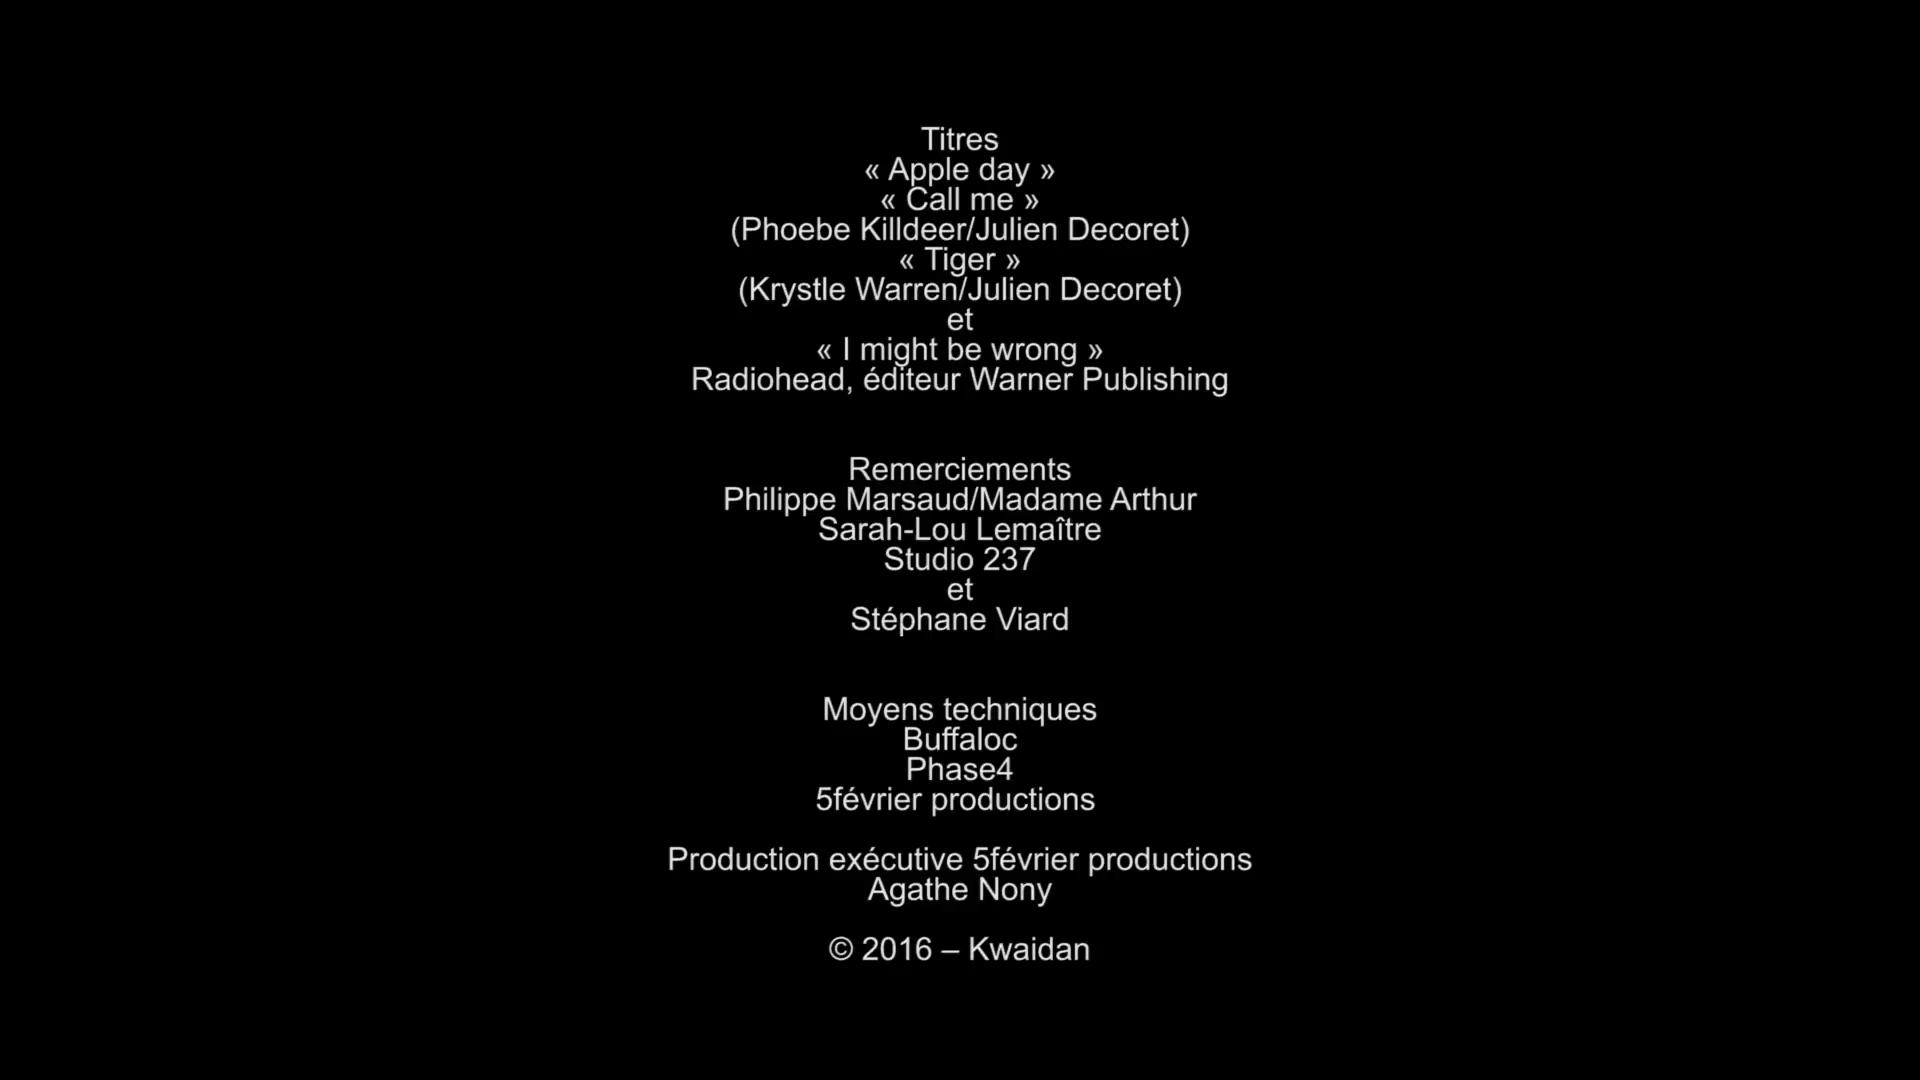 Titres
« Apple day »
« Call me »
(Phoebe Killdeer/Julien Decoret)
« Tiger »
(Krystle Warren/Julien Decoret)
et
« I might be wrong »
Radiohead, éditeur Warner Publishing
Remerciements
Philippe Marsaud/Madame Arthur
Sarah-Lou Lemaître
Studio 237
et
Stéphane Viard
Moyens techniques
Buffaloc
Phase4
5février productions
Production exécutive 5février productions
Agathe Nony
© 2016 – Kwaidan